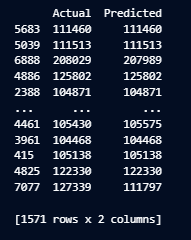 Actual Predicted
5683 111460 111460
5039 111513 111513
6888 208029 207989
4886 125802 125802
2388 104871 104871
... ... ...
4461 105430 105575
3961 104468 104468
415 105138 105138
4825 122330 122330
7077 127339 111797
[1571 rows x 2 columns]